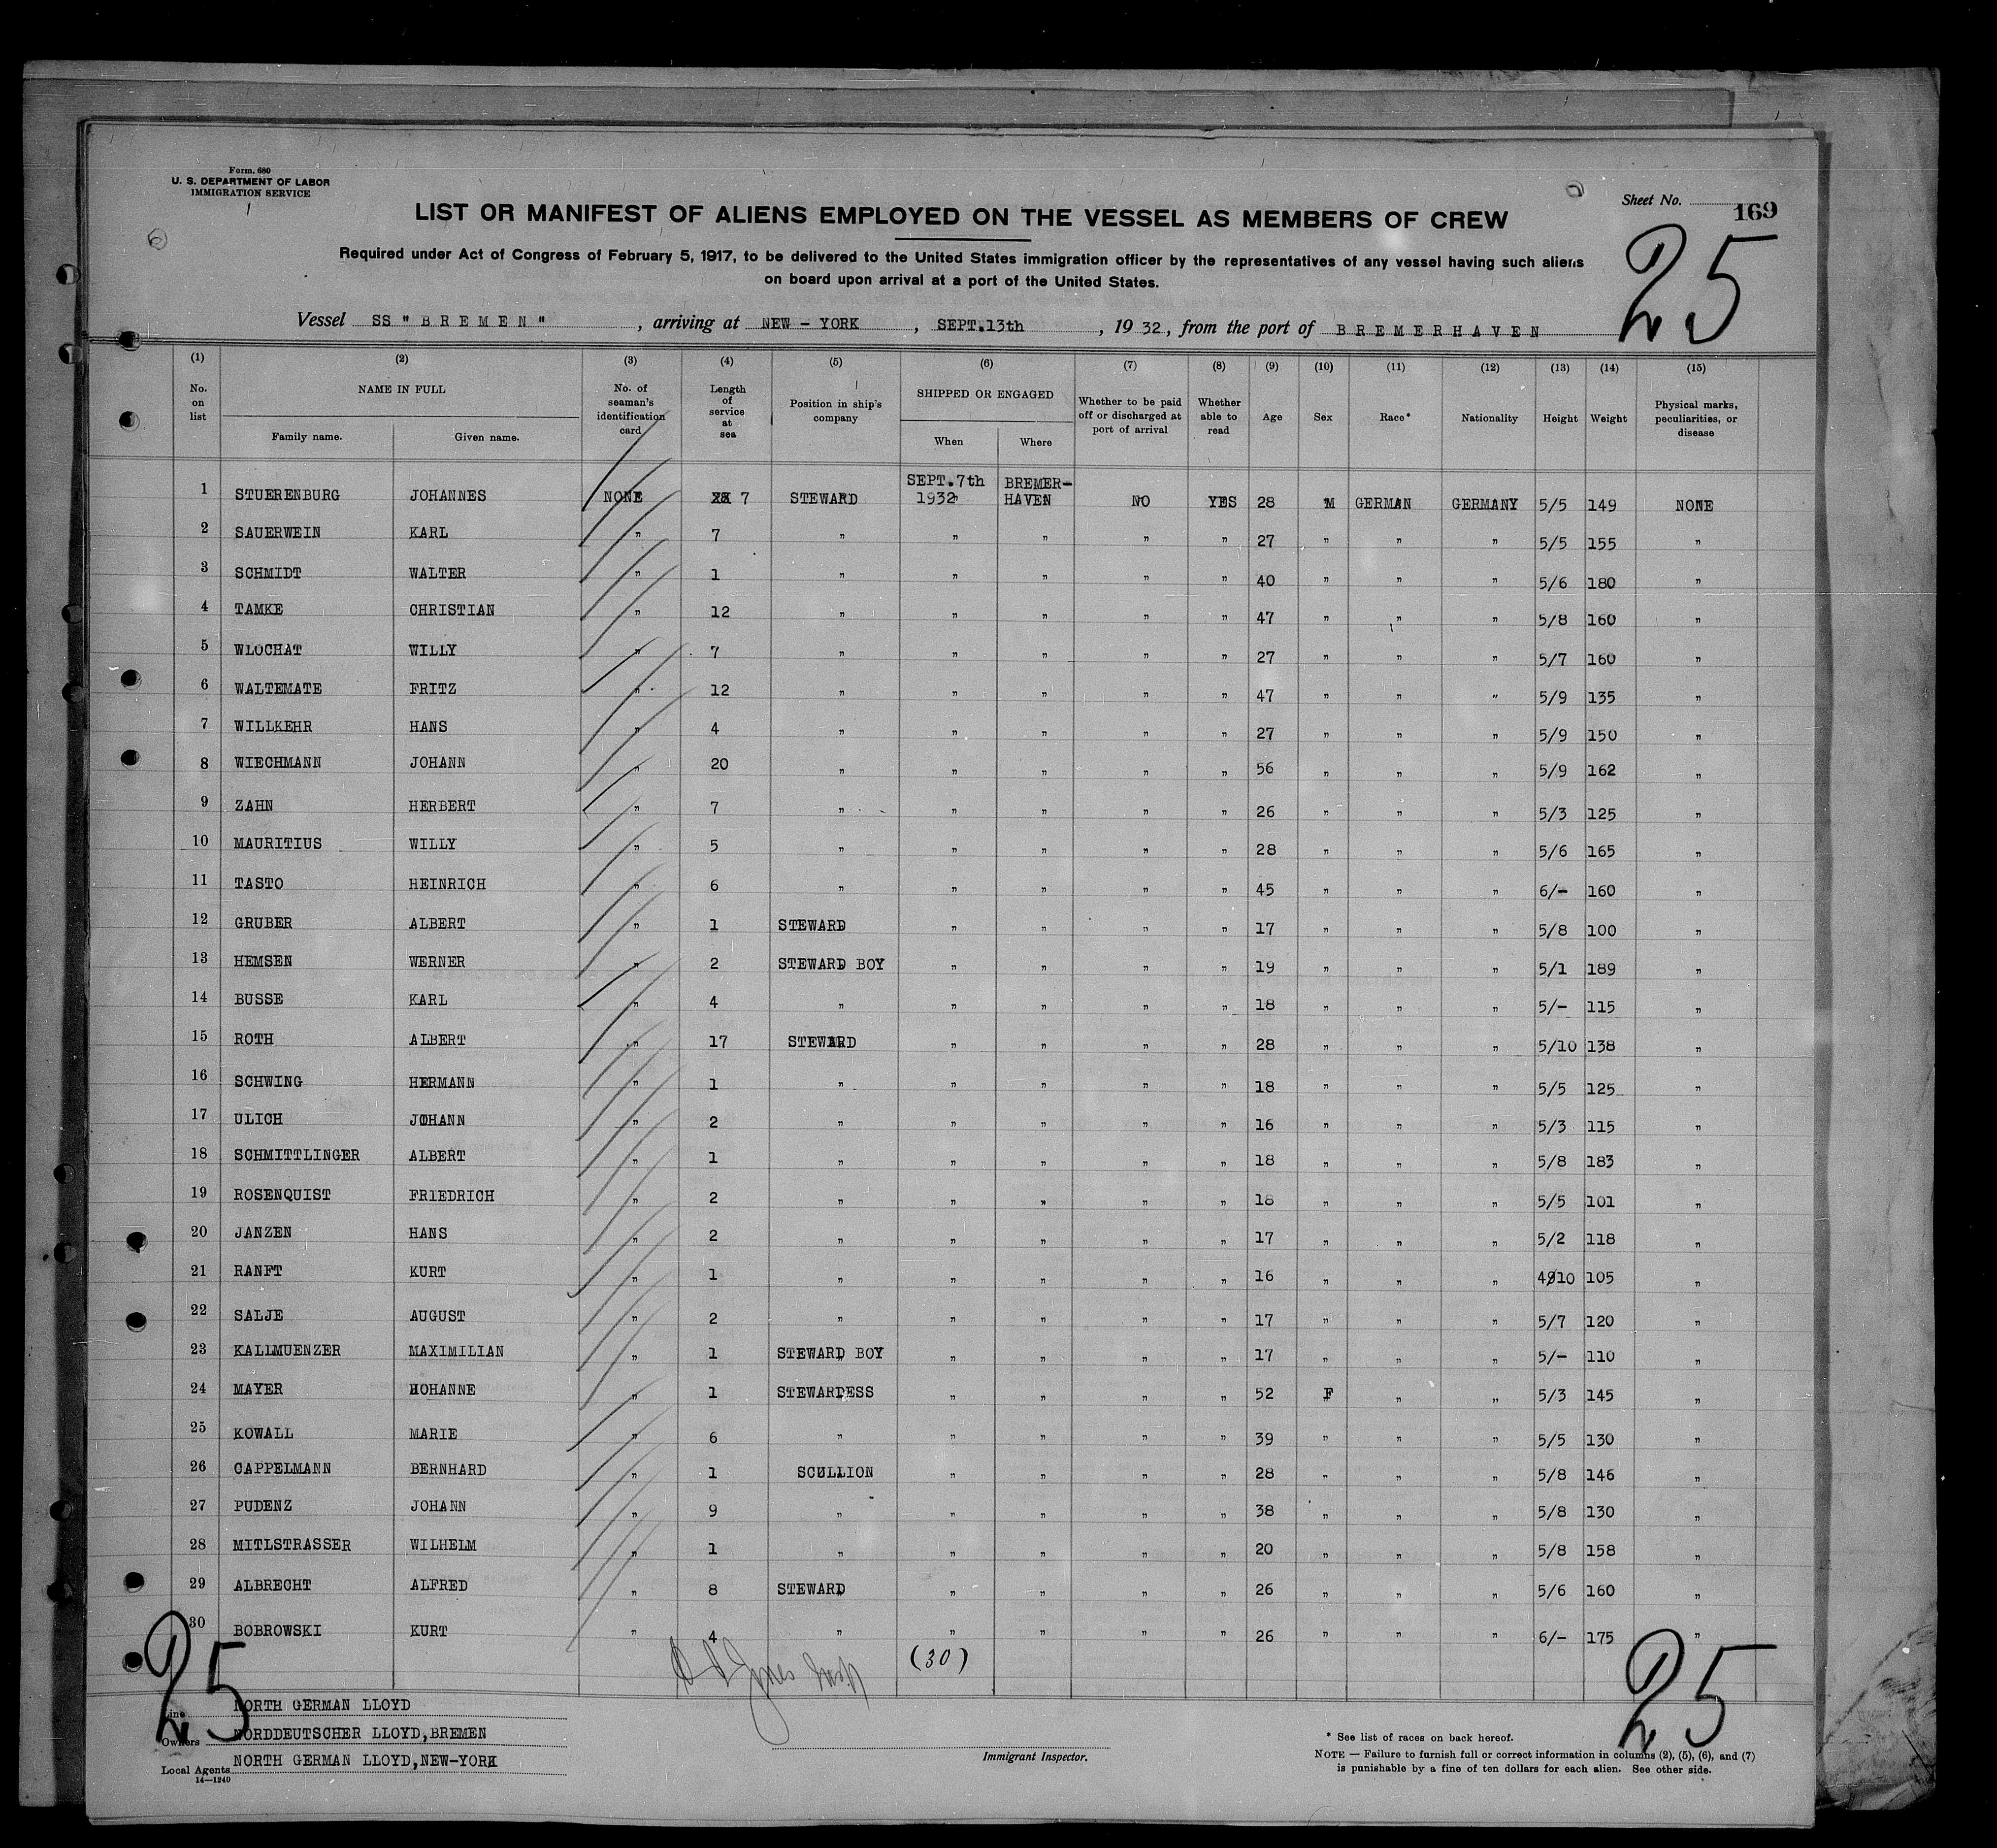 Form 680
U. S. DEPARTMENT OF LABOR
IMMIGRATION SERVICE
Sheet No. 169
25
LIST OR MANIFEST OF ALIENS EMPLOYED ON THE VESSEL AS MEMBERS OF CREW
Required under Act of Congress of February 5, 1917, to be delivered to the United States immigration officer by the representatives of any vessel having such aliens
on board upon arrival at a port of the United States.
Vessel SS "BREMEN", arriving at NEW - YORK, SEPT.13th, 1932, from the port of BREMERHAVEN
(1) (2) (3) (4) (5) (6) (7) (8) (9) (10) (11) (12) (13) (14) (15)
No. on list NAME IN FULL Family name. Given name. No. of seaman's identification card Length of service at sea Position in ship's company SHIPPED OR ENGAGED When Where Whether to be paid off or discharged at port of arrival Whether able to read Age Sex Race* Nationality Height Weight Physical marks, peculiarities, or disease
1 STUERENBURG JOHANNES NONE 7 STEWARD SEPT.7th 1932 BREMER-HAVEN NO YES 28 M GERMAN GERMANY 5/5 149 NONE
2 SAUERWEIN KARL " 7 " " " " " 27 " " " 5/5 155 "
3 SCHMIDT WALTER " 1 " " " " " 40 " " " 5/6 180 "
4 TAMKE CHRISTIAN " 12 " " " " " 47 " " " 5/8 160 "
5 WLOCHAT WILLY " 7 " " " " " 27 " " " 5/7 160 "
6 WALTEMATE FRITZ " 12 " " " " " 47 " " " 5/9 135 "
7 WILLKEHR HANS " 4 " " " " " 27 " " " 5/9 150 "
8 WIECHMANN JOHANN " 20 " " " " " 56 " " " 5/9 162 "
9 ZAHN HERBERT " 7 " " " " " 26 " " " 5/3 125 "
10 MAURITIUS WILLY " 5 " " " " " 28 " " " 5/6 165 "
11 TASTO HEINRICH " 6 " " " " " 45 " " " 6/- 160 "
12 GRUBER ALBERT " 1 STEWARD " " " " 17 " " " 5/8 100 "
13 HEMSEN WERNER " 2 STEWARD BOY " " " " 19 " " " 5/1 189 "
14 BUSSE KARL " 4 " " " " " 18 " " " 5/- 115 "
15 ROTH ALBERT " 17 STEWARD " " " " 28 " " " 5/10 138 "
16 SCHWING HERMANN " 1 " " " " " 18 " " " 5/5 125 "
17 ULICH JOHANN " 2 " " " " " 16 " " " 5/3 115 "
18 SCHMITTLINGER ALBERT " 1 " " " " " 18 " " " 5/8 183 "
19 ROSENQUIST FRIEDRICH " 2 " " " " " 18 " " " 5/5 101 "
20 JANZEN HANS " 2 " " " " " 17 " " " 5/2 118 "
21 RANFT KURT " 1 " " " " " 16 " " " 4/10 105 "
22 SALJE AUGUST " 2 " " " " " 17 " " " 5/7 120 "
23 KALLMUENZER MAXIMILIAN " 1 STEWARD BOY " " " " 17 " " " 5/- 110 "
24 MAYER HOHANNE " 1 STEWARDESS " " " " 52 F " " 5/3 145 "
25 KOWALL MARIE " 6 " " " " " 39 " " " 5/5 130 "
26 CAPPELMANN BERNHARD " 1 SCULLION " " " " 28 " " " 5/8 146 "
27 PUDENZ JOHANN " 9 " " " " " 38 " " " 5/8 130 "
28 MITLSTRASSER WILHELM " 1 " " " " " 20 " " " 5/8 158 "
29 ALBRECHT ALFRED " 8 STEWARD " " " " 26 " " " 5/6 160 "
30 BOBROWSKI KURT " 4 " " " " " 26 " " " 6/- 175 "
(30)
25
25
Line NORTH GERMAN LLOYD
Owners NORDDEUTSCHER LLOYD,BREMEN
Local Agents NORTH GERMAN LLOYD,NEW-YORK
14—1240
Immigrant Inspector.
* See list of races on back hereof.
NOTE — Failure to furnish full or correct information in columns (2), (5), (6), and (7)
is punishable by a fine of ten dollars for each alien. See other side.